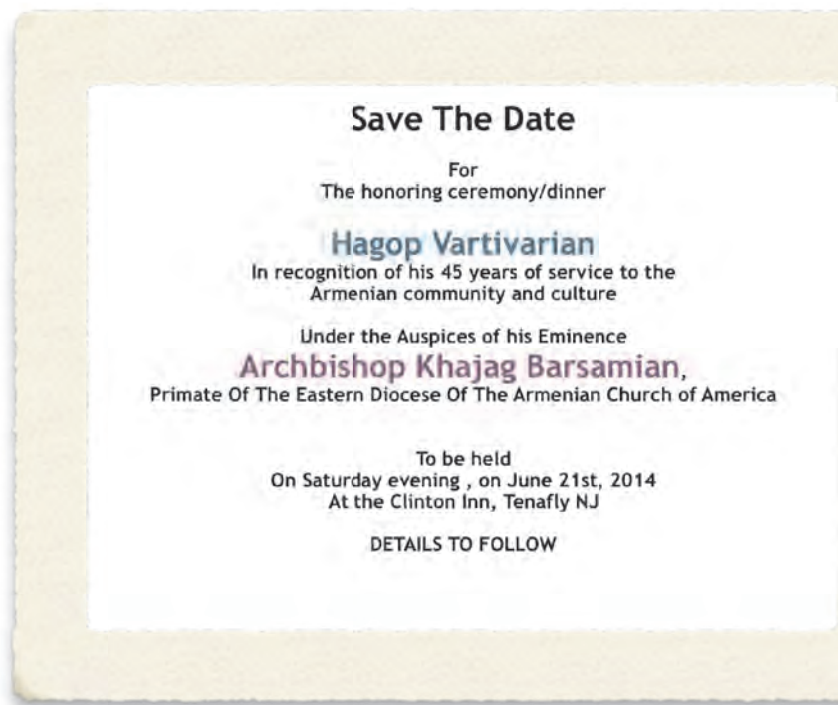 Save The Date
For
The honoring ceremony/dinner
Hagop Vartivarian
In recognition of his 45 years of service to the
Armenian community and culture
Under the Auspices of his Eminence
Archbishop Khajag Barsamian,
Primate Of The Eastern Diocese Of The Armenian Church of America
To be held
On Saturday evening , on June 21st, 2014
At the Clinton Inn, Tenafly NJ
DETAILS TO FOLLOW